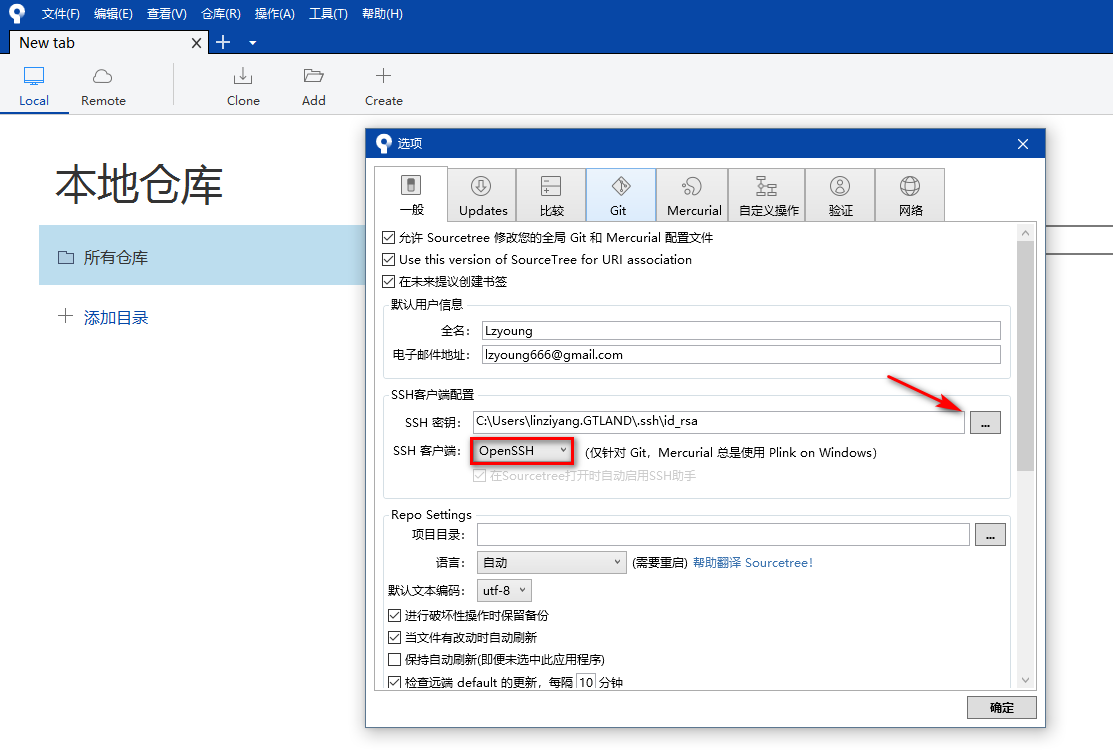 文件(F) 编辑(E) 查看(V) 仓库(R) 操作(A) 工具(T) 帮助(H)
New tab
Local Remote Clone Add Create
本地仓库
所有仓库
添加目录
选项
一般 Updates 比较 Git Mercurial 自定义操作 验证 网络
允许 Sourcetree 修改您的全局 Git 和 Mercurial 配置文件
Use this version of SourceTree for URI association
在未来提议创建书签
默认用户信息
全名: Lzyoung
电子邮件地址: lzyoung666@gmail.com
SSH客户端配置
SSH 密钥: C:\Users\linziyang.GTLAND\.ssh\id_rsa ...
SSH 客户端: OpenSSH (仅针对 Git，Mercurial 总是使用 Plink on Windows)
在Sourcetree打开时自动启用SSH助手
Repo Settings
项目目录: ...
语言: 自动 (需要重启) 帮助翻译 Sourcetree!
默认文本编码: utf-8
进行破坏性操作时保留备份
当文件有改动时自动刷新
保持自动刷新(即便未选中此应用程序)
检查远端 default 的更新，每隔 10 分钟
确定